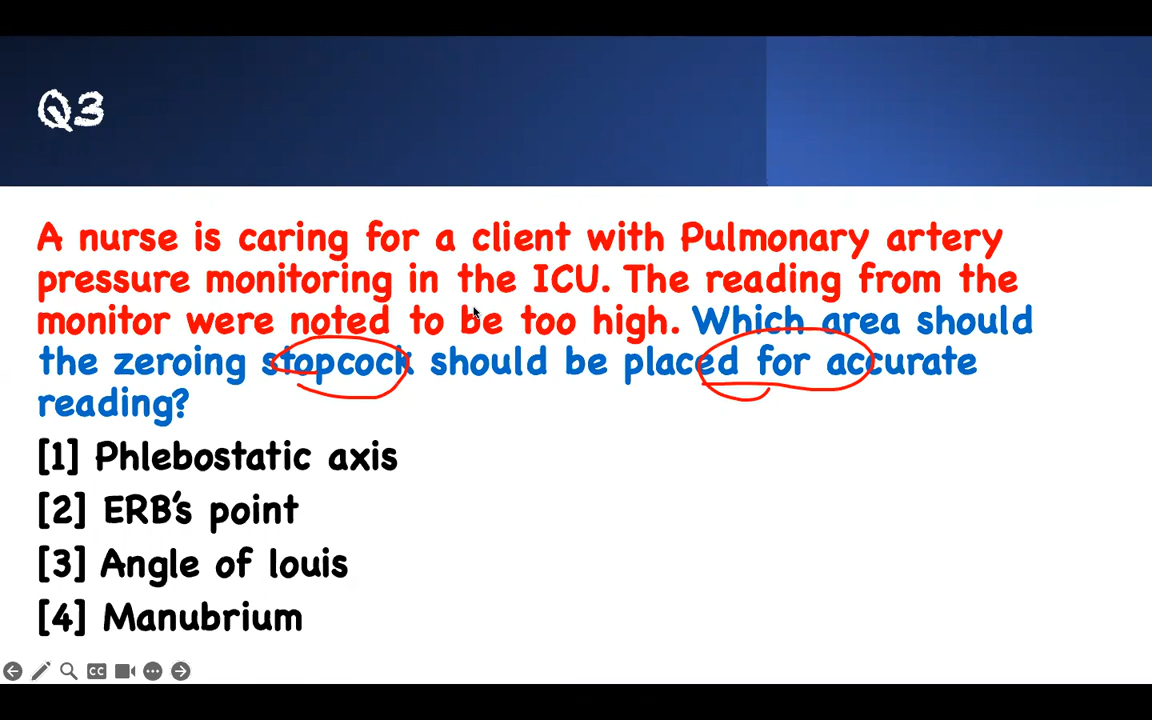 Q3
A nurse is caring for a client with Pulmonary artery
pressure monitoring in the ICU. The reading from the
monitor were noted to be too high. Which area should
the zeroing stopcock should be placed for accurate
reading?
[1] Phlebostatic axis
[2] ERB's point
[3] Angle of louis
[4] Manubrium
CC